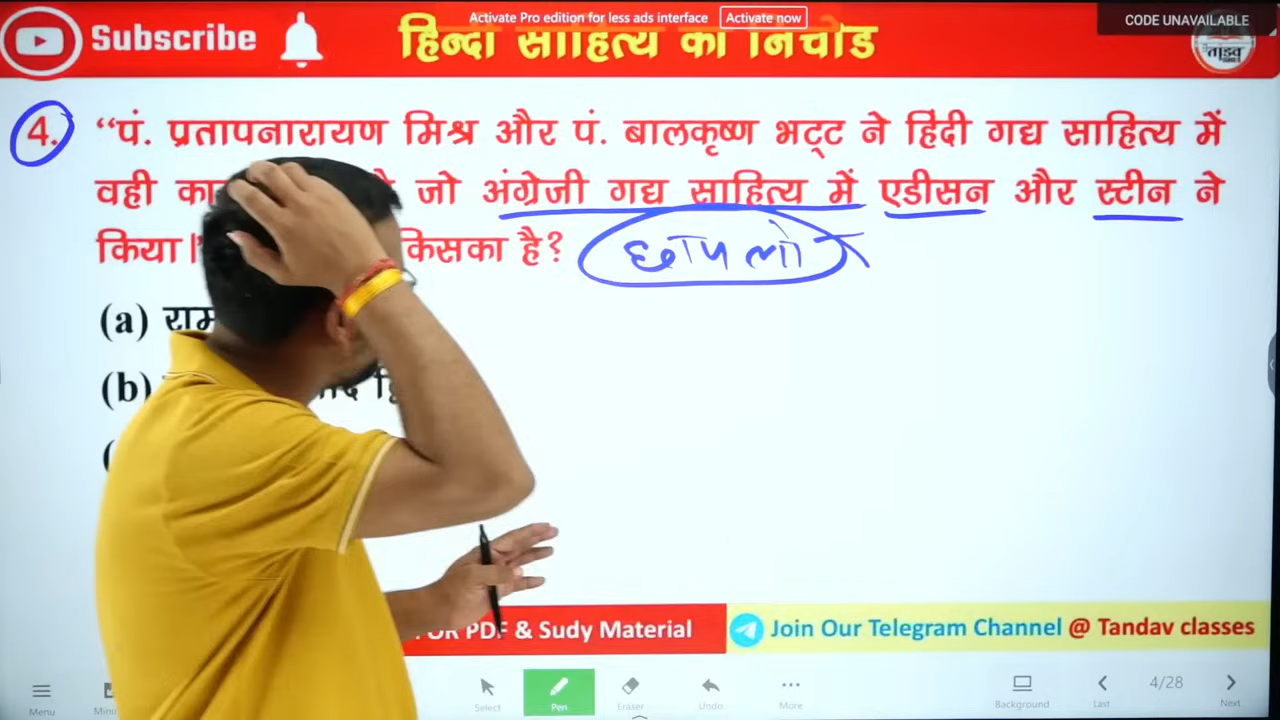 Activate Pro edition for less ads interface Activate now
CODE UNAVAILABLE
Subscribe
हिन्दी साहित्य का निचोड
4. “पं. प्रतापनारायण मिश्र और पं. बालकृष्ण भट्ट ने हिंदी गद्य साहित्य में
वही जो अंग्रेजी गद्य साहित्य में एडीसन और स्टीन ने
किया।" किसका है? छाप लो
(a) राम
(b)
PDF & Sudy Material
Join Our Telegram Channel @ Tandav classes
Menu
Select
Pen
Eraser
Undo
More
Background
Last
4/28
Next